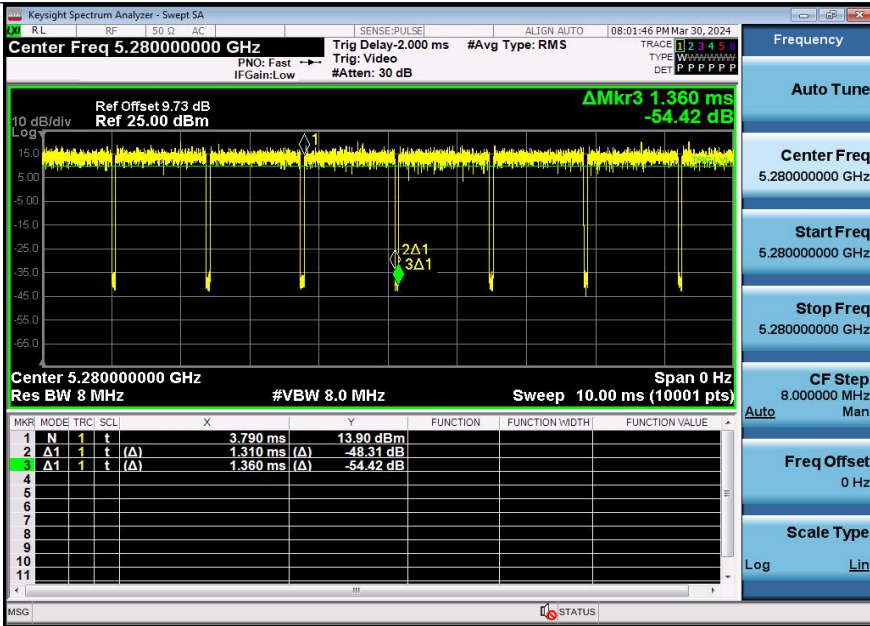 Keysight Spectrum Analyzer - Swept SA
LXI RL RF 50 Ω AC SENSE:PULSE ALIGN AUTO 08:01:46 PM Mar 30, 2024
Center Freq 5.280000000 GHz
PNO: Fast
IFGain:Low
Trig Delay-2.000 ms
Trig: Video
#Atten: 30 dB
#Avg Type: RMS
TRACE 1 2 3 4 5 6
TYPE WWWWWW
DET P P P P P P
Ref Offset 9.73 dB
10 dB/div Ref 25.00 dBm
Log
ΔMkr3 1.360 ms
-54.42 dB
15.0
5.00
-5.00
-15.0
-25.0
-35.0
-45.0
-55.0
-65.0
1
2Δ1
3Δ1
Center 5.280000000 GHz Span 0 Hz
Res BW 8 MHz #VBW 8.0 MHz Sweep 10.00 ms (10001 pts)
MKR MODE TRC SCL X Y FUNCTION FUNCTION WIDTH FUNCTION VALUE
1 N 1 t 3.790 ms 13.90 dBm
2 Δ1 1 t (Δ) 1.310 ms (Δ) -48.31 dB
3 Δ1 1 t (Δ) 1.360 ms (Δ) -54.42 dB
4
5
6
7
8
9
10
11
MSG STATUS
Frequency
Auto Tune
Center Freq
5.280000000 GHz
Start Freq
5.280000000 GHz
Stop Freq
5.280000000 GHz
CF Step
8.000000 MHz
Auto Man
Freq Offset
0 Hz
Scale Type
Log Lin